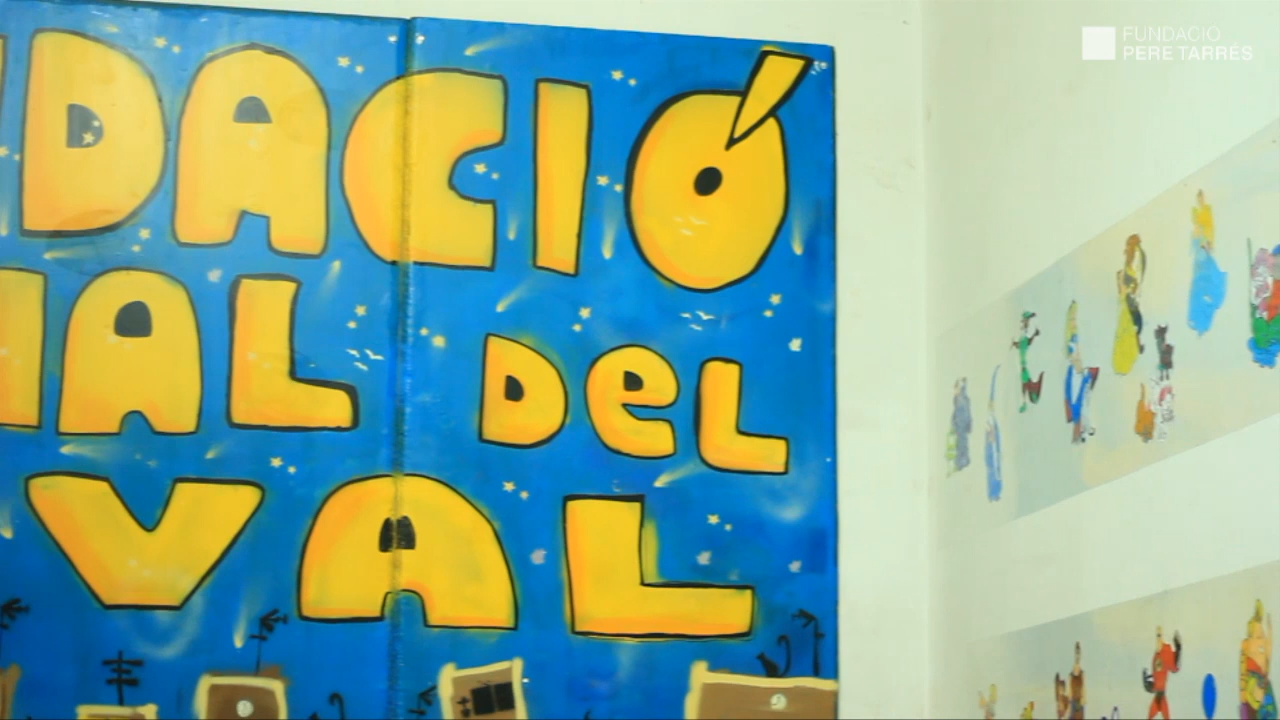 DACIÓ
IAL DEL
VAL
FUNDACIÓ
PERE TARRÉS